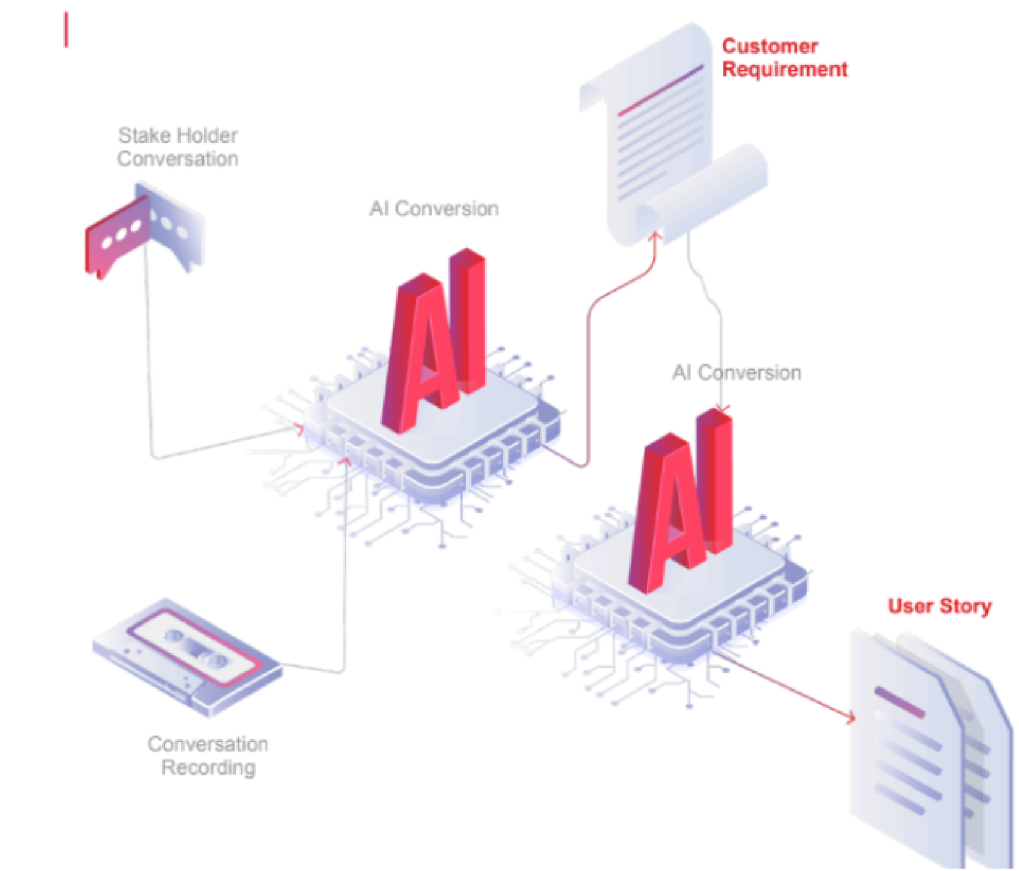 Customer
Requirement
Stake Holder
Conversation
AI Conversion
AI
AI Conversion
AI
User Story
Conversation
Recording